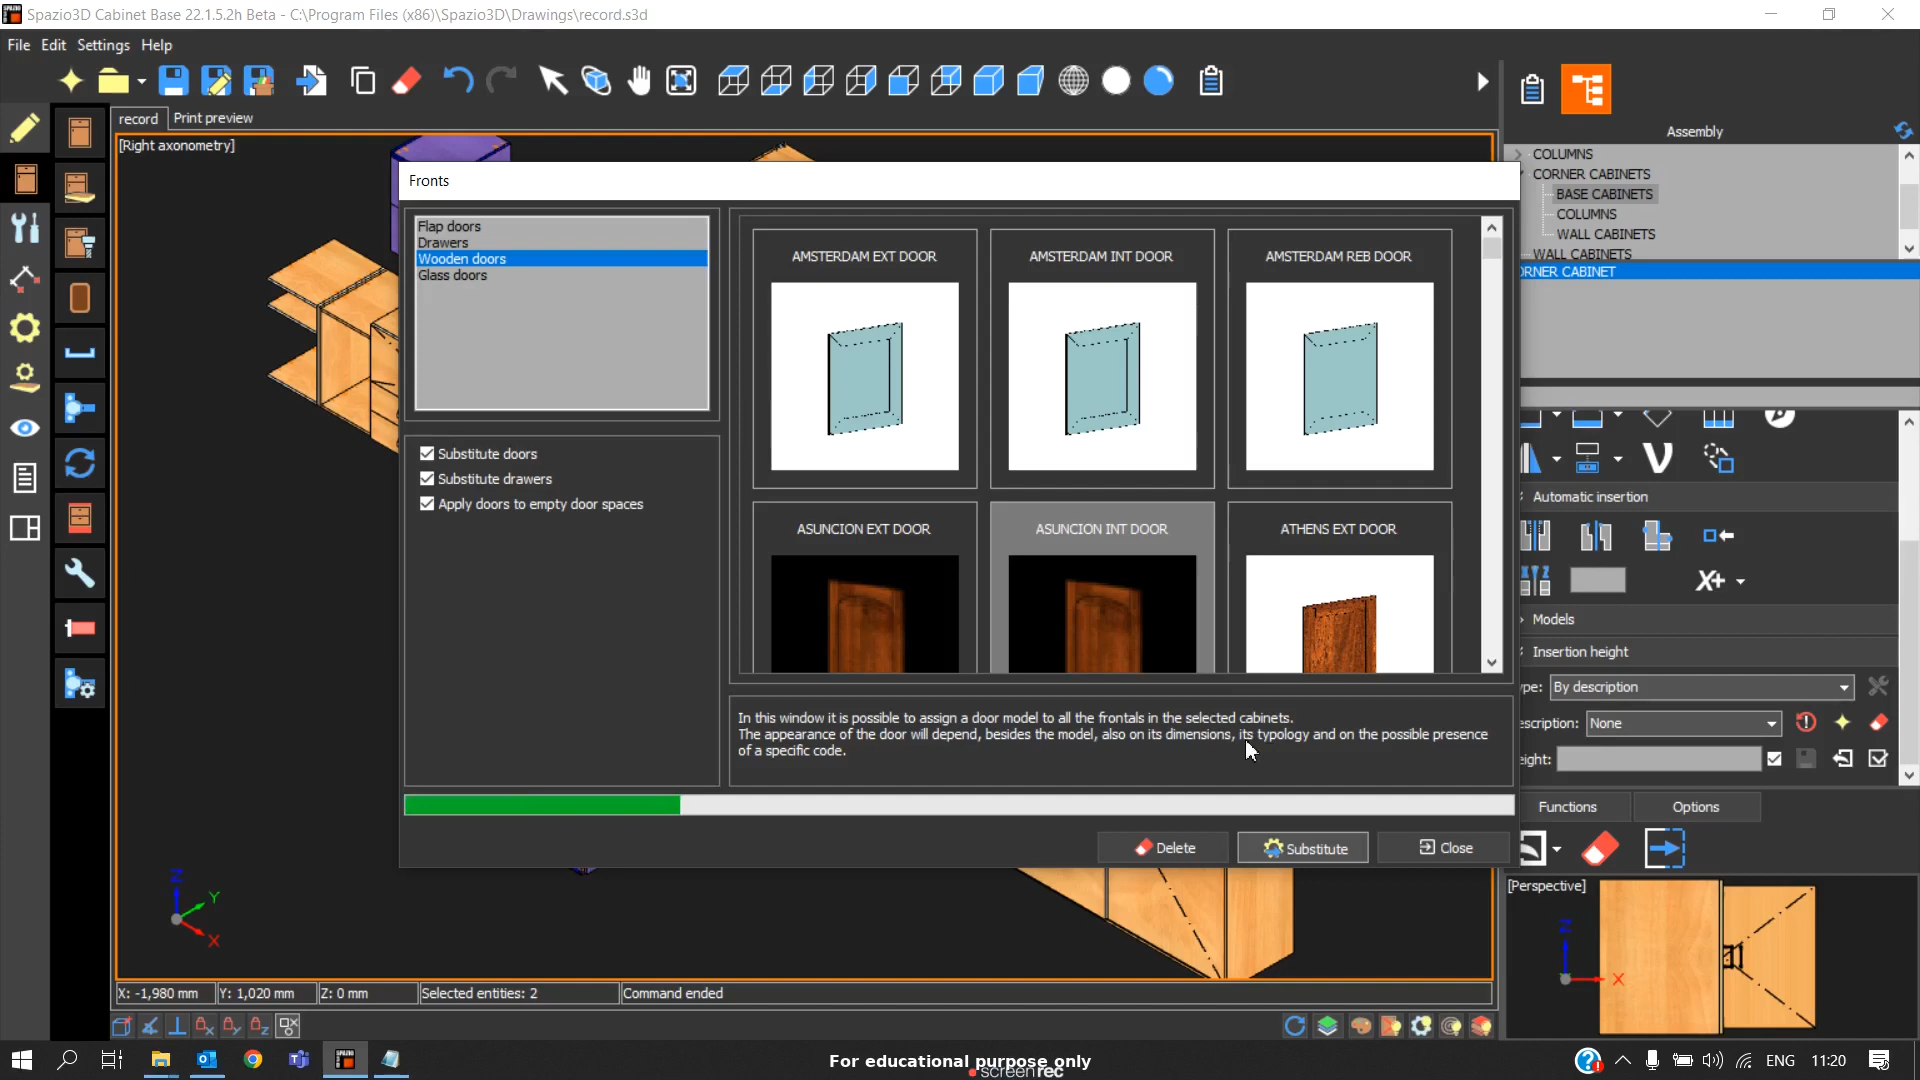 Spazio3D Cabinet Base 22.1.5.2h Beta - C:\Program Files (x86)\Spazio3D\Drawings\record.s3d
File Edit Settings Help
record Print preview
[Right axonometry]
Assembly
COLUMNS
CORNER CABINETS
BASE CABINETS
COLUMNS
WALL CABINETS
WALL CABINETS
ORNER CABINET
Fronts
Flap doors
Drawers
Wooden doors
Glass doors
Substitute doors
Substitute drawers
Apply doors to empty door spaces
AMSTERDAM EXT DOOR
AMSTERDAM INT DOOR
AMSTERDAM REB DOOR
ASUNCION EXT DOOR
ASUNCION INT DOOR
ATHENS EXT DOOR
In this window it is possible to assign a door model to all the frontals in the selected cabinets.
The appearance of the door will depend, besides the model, also on its dimensions, its typology and on the possible presence
of a specific code.
Delete
Substitute
Close
Automatic insertion
X+
Models
Insertion height
ype: By description
escription: None
eight:
Functions Options
[Perspective]
Z
X
Z
Y
X
X: -1,980 mm Y: 1,020 mm Z: 0 mm Selected entities: 2 Command ended
For educational purpose only
screenrec
ENG 11:20